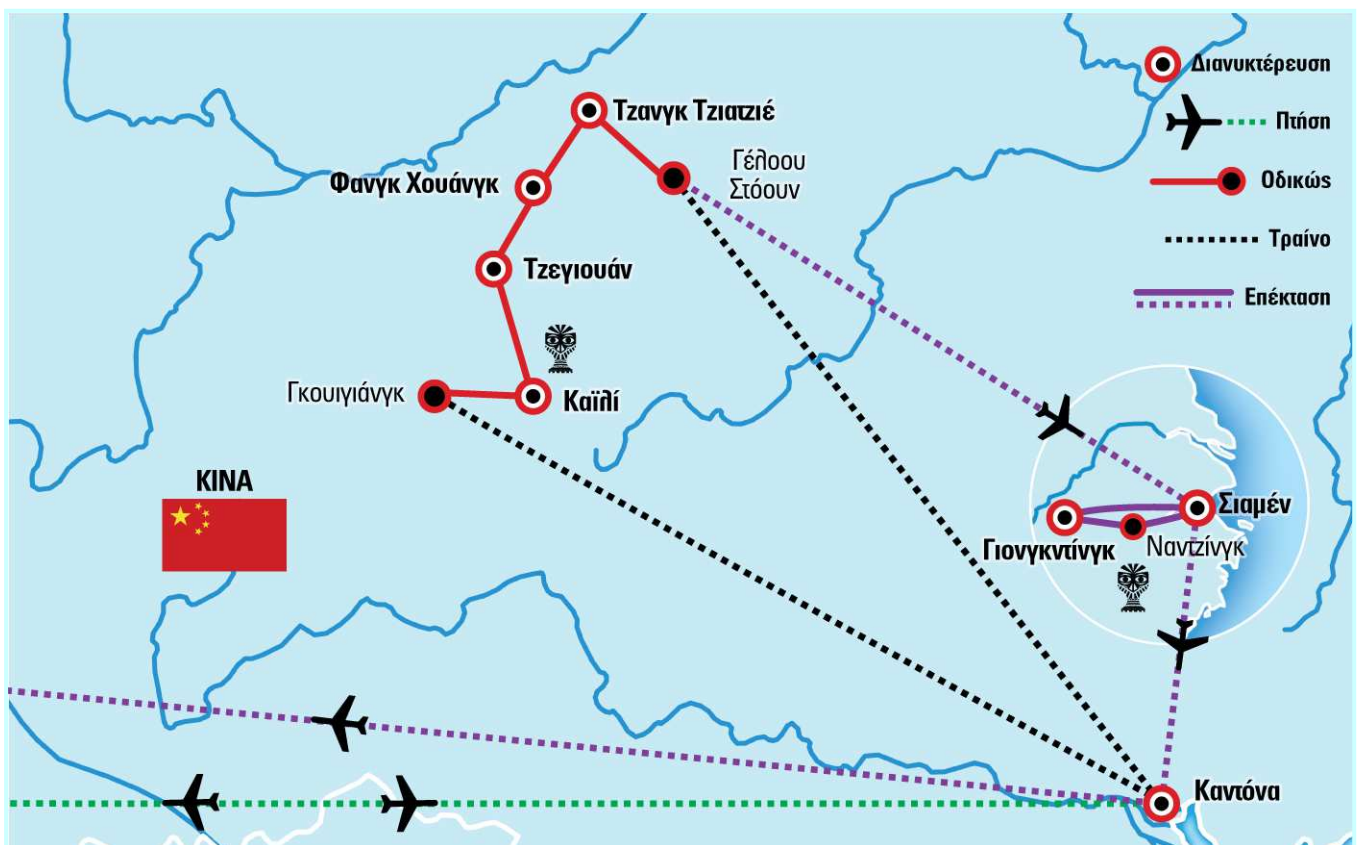 Διανυκτέρευση
Πτήση
Οδικώς
Τραίνο
Επέκταση
Τζανγκ Τζιατζιέ
Γέλοου
Στόουν
Φανγκ Χουάνγκ
Τζεγιουάν
Γκουιγιάνγκ
Καϊλί
ΚΙΝΑ
Σιαμέν
Γιονγκντίνγκ
Ναντζίνγκ
Καντόνα